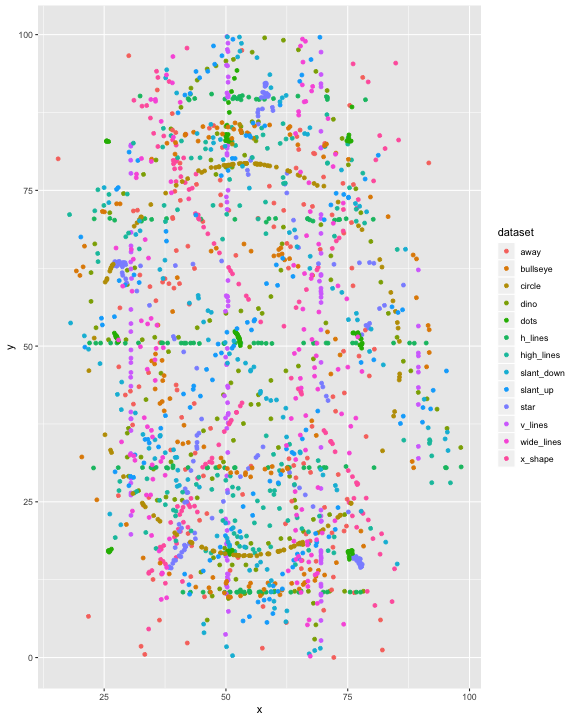 100
75
50
25
0
y
25
50
75
100
x
dataset
away
bullseye
circle
dino
dots
h_lines
high_lines
slant_down
slant_up
star
v_lines
wide_lines
x_shape